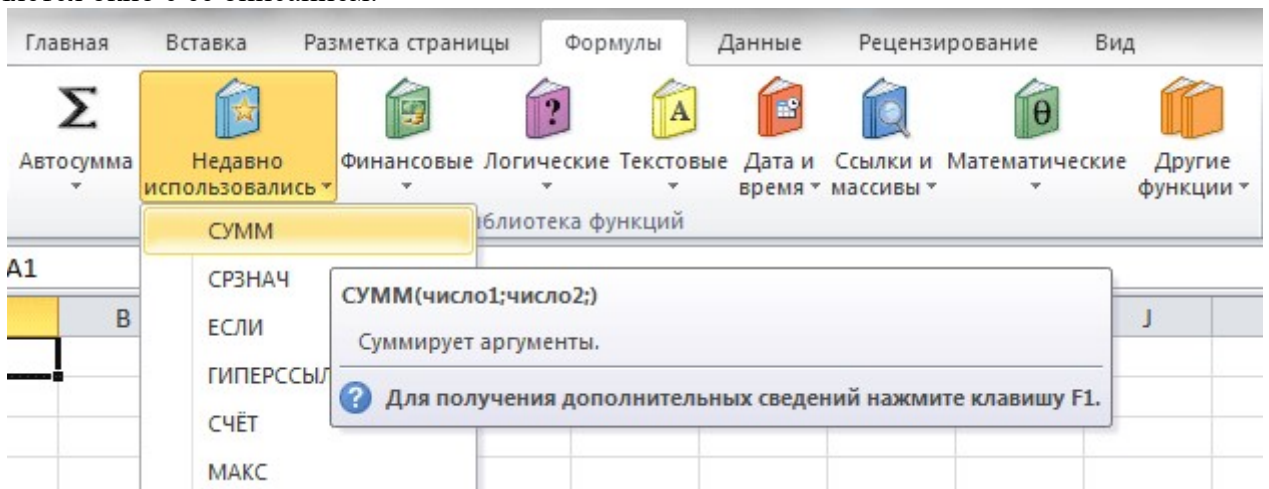 Главная Вставка Разметка страницы Формулы Данные Рецензирование Вид
Σ ? A θ
Автосумма Недавно использовались Финансовые Логические Текстовые Дата и время Ссылки и массивы Математические Другие функции
функций
СУММ
A1
СРЗНАЧ
СУММ(число1;число2;)
B J
ЕСЛИ
Суммирует аргументы.
? Для получения дополнительных сведений нажмите клавишу F1.
СЧЁТ
МАКС